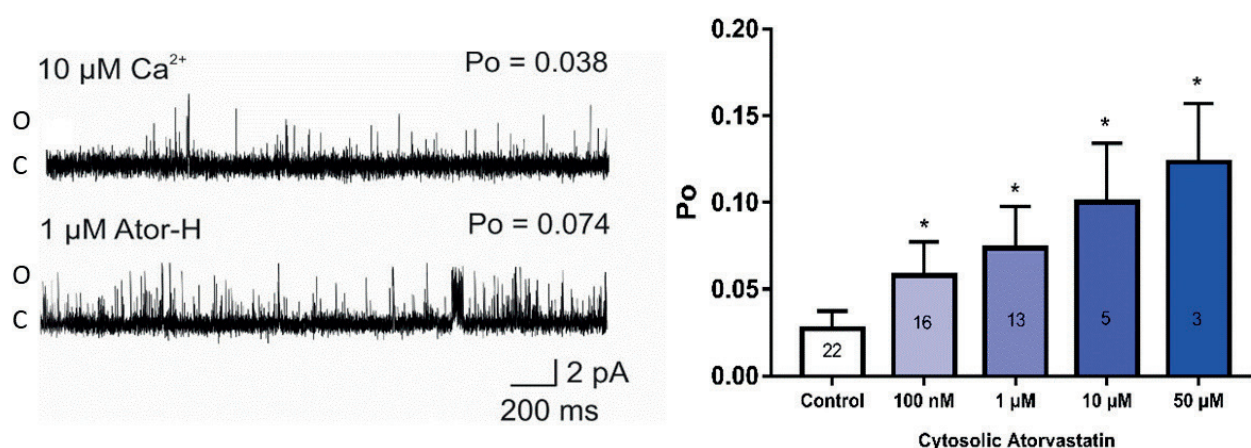 10 µM Ca²⁺ Po = 0.038
O
C
1 µM Ator-H Po = 0.074
O
C
2 pA
200 ms
0.20
0.15
0.10
0.05
0.00
Po
*
*
*
*
22
16
13
5
3
Control 100 nM 1 µM 10 µM 50 µM
Cytosolic Atorvastatin